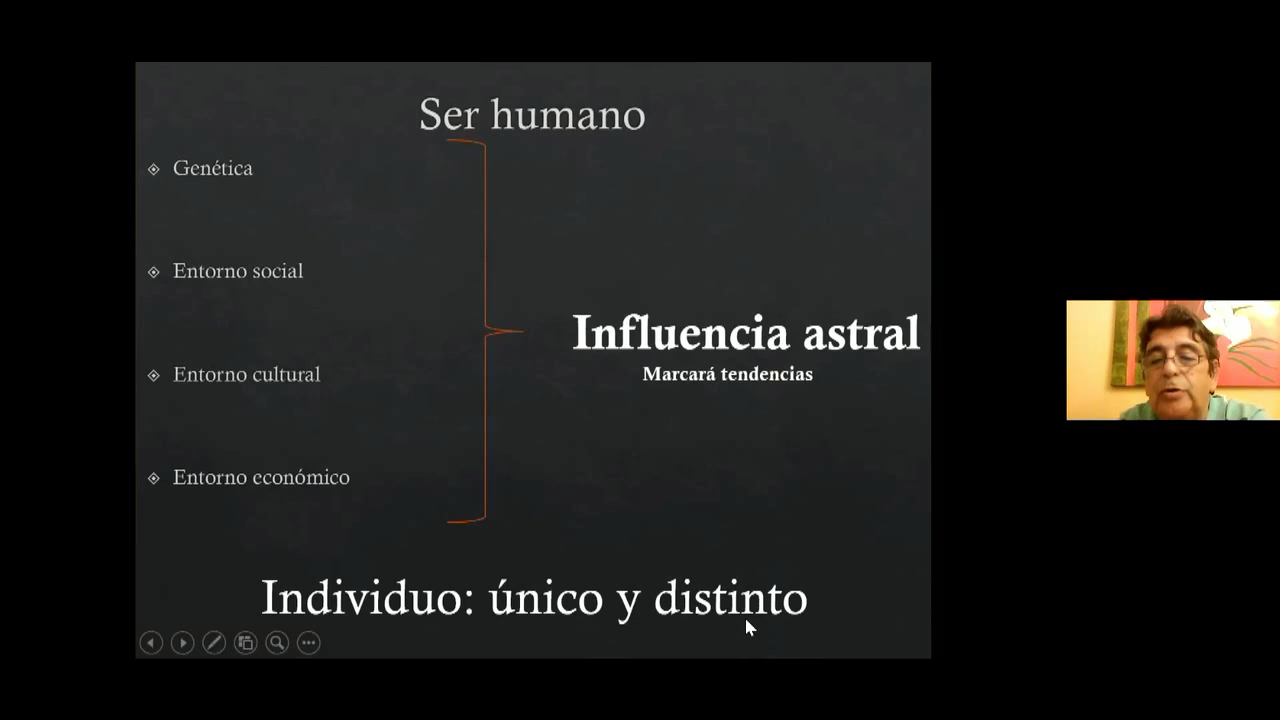 Ser humano
Genética
Entorno social
Entorno cultural
Entorno económico
Influencia astral
Marcará tendencias
Individuo: único y distinto